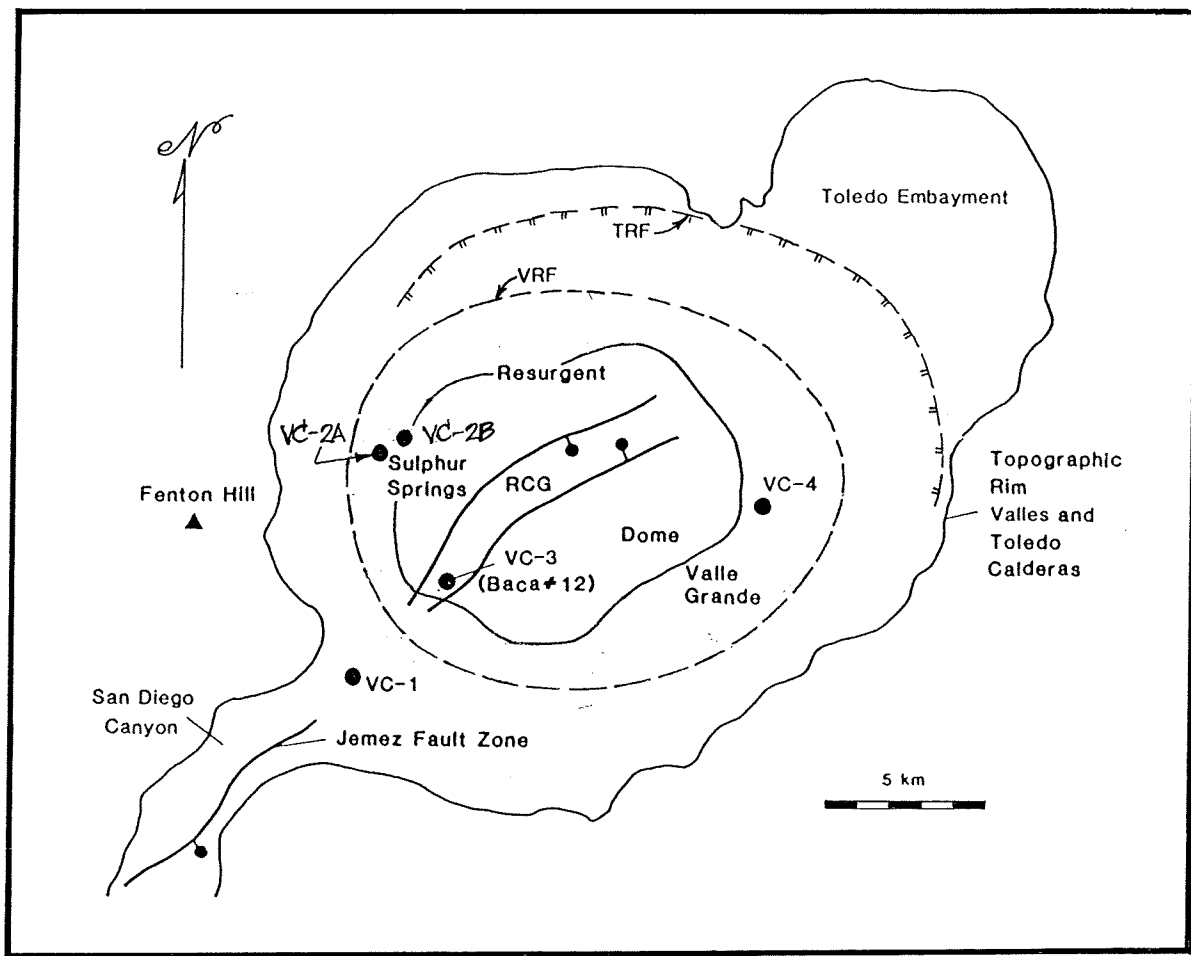 N
Toledo Embayment
TRF
VRF
Resurgent
VC-2A
VC-2B
Sulphur
Springs
RCG
Fenton Hill
VC-4
Topographic
Rim
Valles and
Toledo
Calderas
Dome
VC-3
(Baca #12)
Valle
Grande
VC-1
San Diego
Canyon
Jemez Fault Zone
5 km